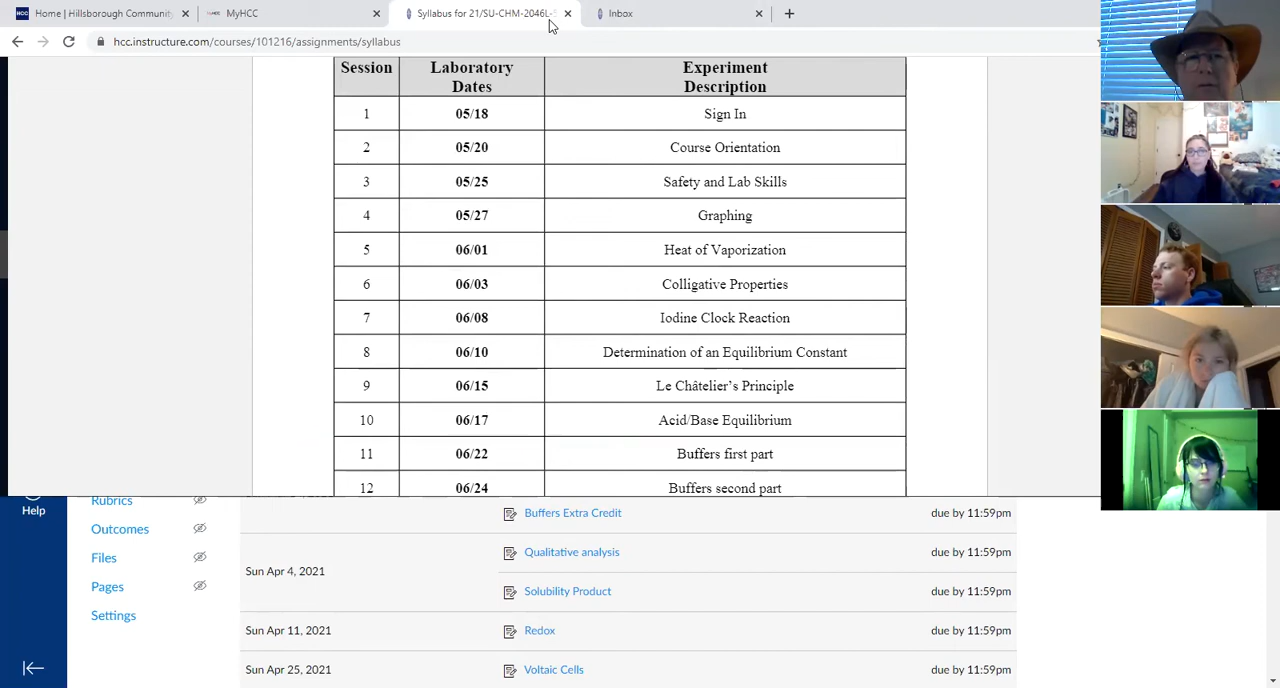 Home | Hillsborough Community
MyHCC
Syllabus for 21/SU-CHM-2046L-
Inbox
hcc.instructure.com/courses/101216/assignments/syllabus
Session Laboratory Dates Experiment Description
1 05/18 Sign In
2 05/20 Course Orientation
3 05/25 Safety and Lab Skills
4 05/27 Graphing
5 06/01 Heat of Vaporization
6 06/03 Colligative Properties
7 06/08 Iodine Clock Reaction
8 06/10 Determination of an Equilibrium Constant
9 06/15 Le Châtelier’s Principle
10 06/17 Acid/Base Equilibrium
11 06/22 Buffers first part
12 06/24 Buffers second part
Help
Rubrics
Outcomes
Files
Pages
Settings
Buffers Extra Credit due by 11:59pm
Qualitative analysis due by 11:59pm
Sun Apr 4, 2021
Solubility Product due by 11:59pm
Sun Apr 11, 2021 Redox due by 11:59pm
Sun Apr 25, 2021 Voltaic Cells due by 11:59pm